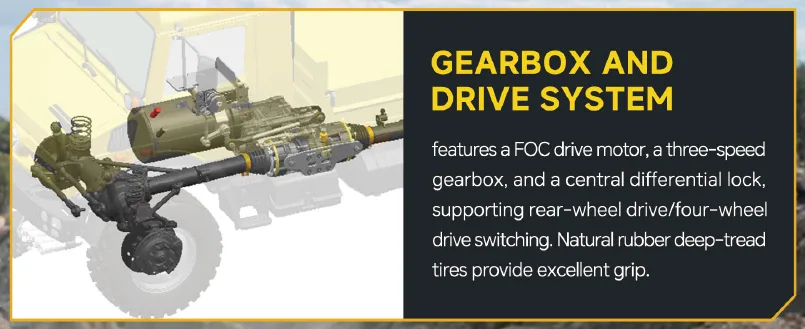 GEARBOX AND
DRIVE SYSTEM
features a FOC drive motor, a three-speed
gearbox, and a central differential lock,
supporting rear-wheel drive/four-wheel
drive switching. Natural rubber deep-tread
tires provide excellent grip.